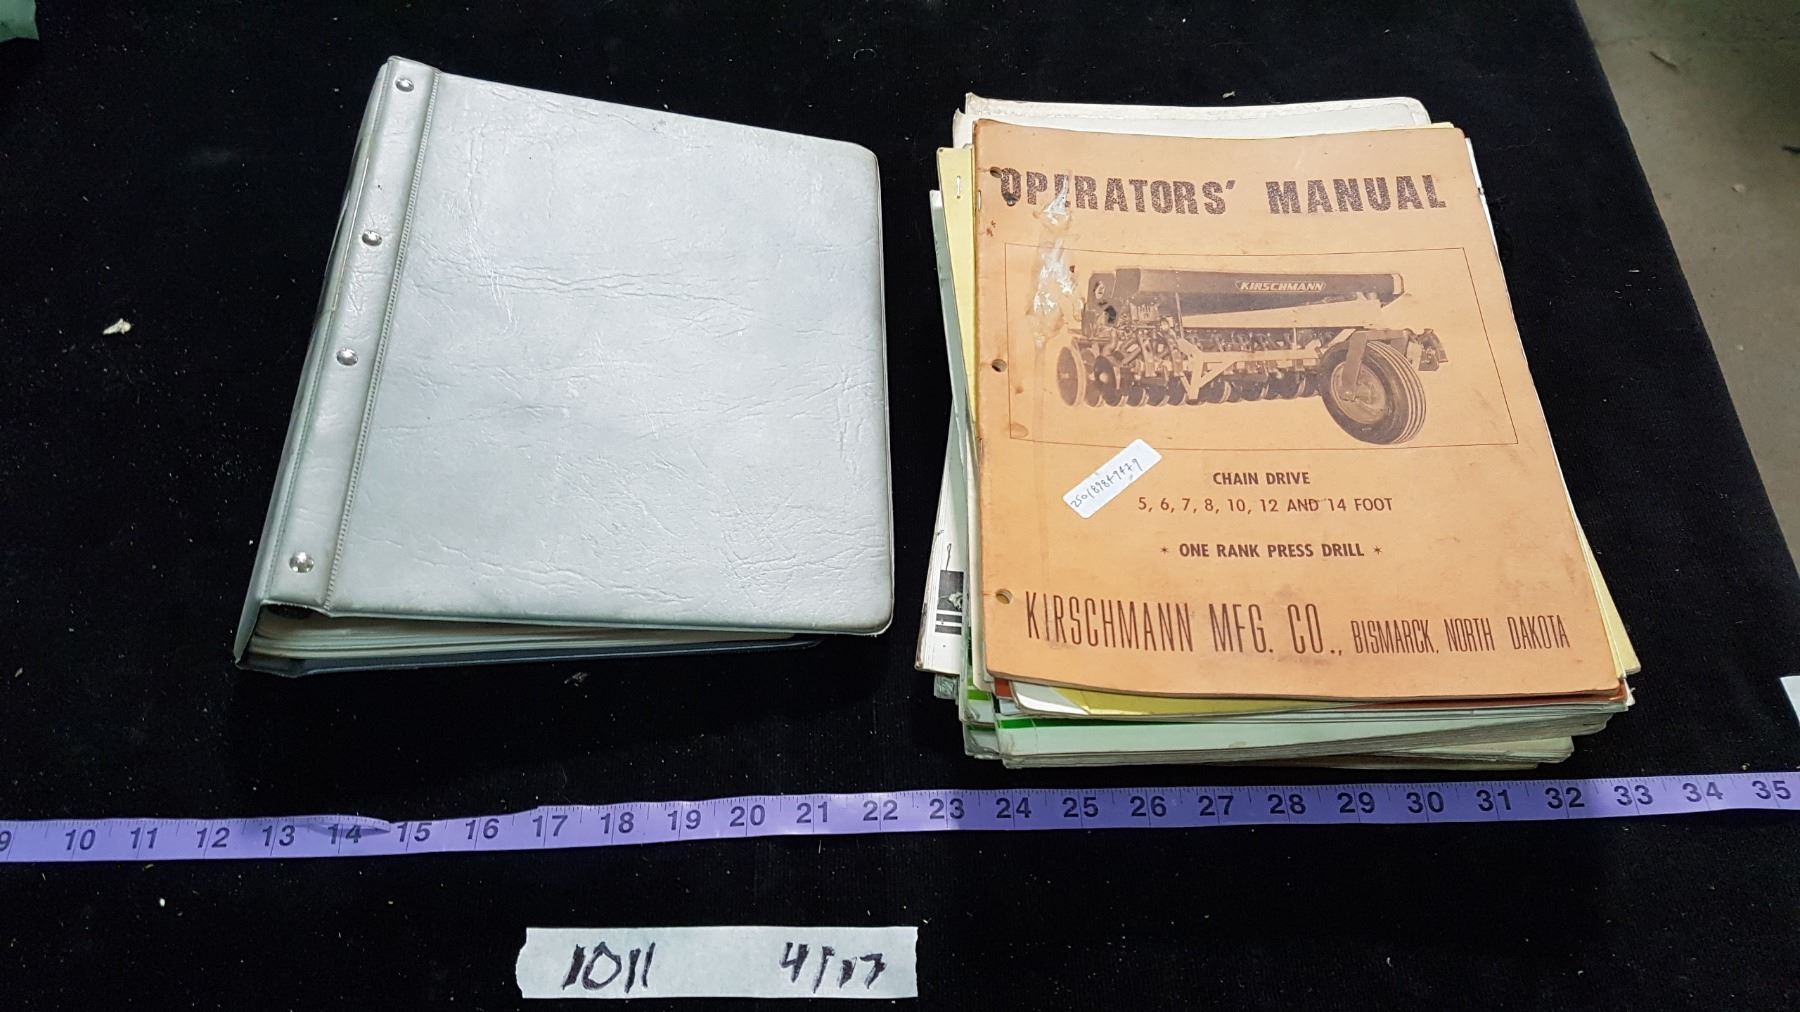 OPERATORS' MANUAL
KIRSCHMANN
CHAIN DRIVE
5, 6, 7, 8, 10, 12 AND 14 FOOT
* ONE RANK PRESS DRILL *
KIRSCHMANN MFG. CO., BISMARCK, NORTH DAKOTA
9 10 11 12 13 14 15 16 17 18 19 20 21 22 23 24 25 26 27 28 29 30 31 32 33 34 35
1011